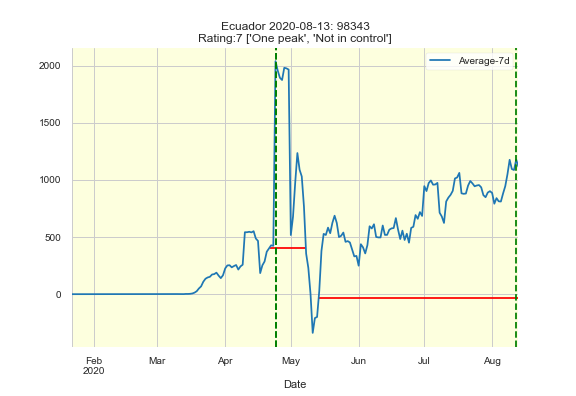 Ecuador 2020-08-13: 98343
Rating:7 ['One peak', 'Not in control']
Average-7d
2000
1500
1000
500
0
Feb Mar Apr May Jun Jul Aug
2020
Date